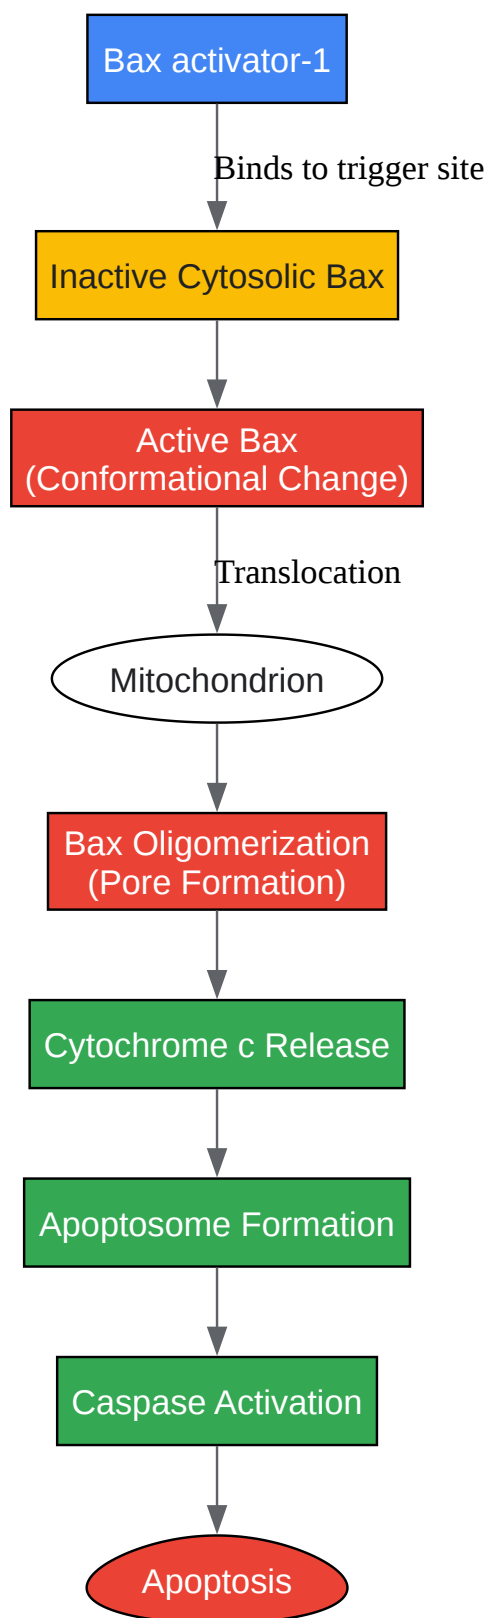 Bax activator-1
Binds to trigger site
Inactive Cytosolic Bax
Active Bax
(Conformational Change)
Translocation
Mitochondrion
Bax Oligomerization
(Pore Formation)
Cytochrome c Release
Apoptosome Formation
Caspase Activation
Apoptosis